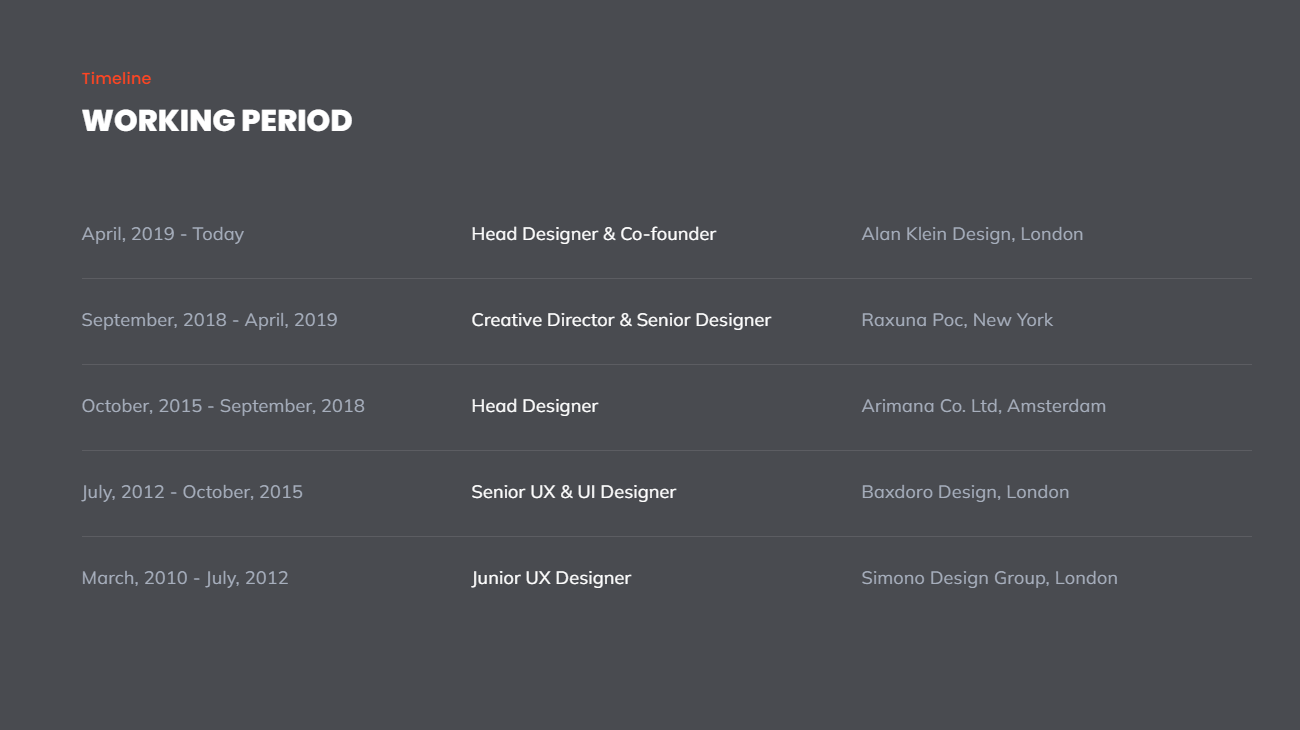 Timeline
WORKING PERIOD
April, 2019 - Today Head Designer & Co-founder Alan Klein Design, London
September, 2018 - April, 2019 Creative Director & Senior Designer Raxuna Poc, New York
October, 2015 - September, 2018 Head Designer Arimana Co. Ltd, Amsterdam
July, 2012 - October, 2015 Senior UX & UI Designer Baxdoro Design, London
March, 2010 - July, 2012 Junior UX Designer Simono Design Group, London